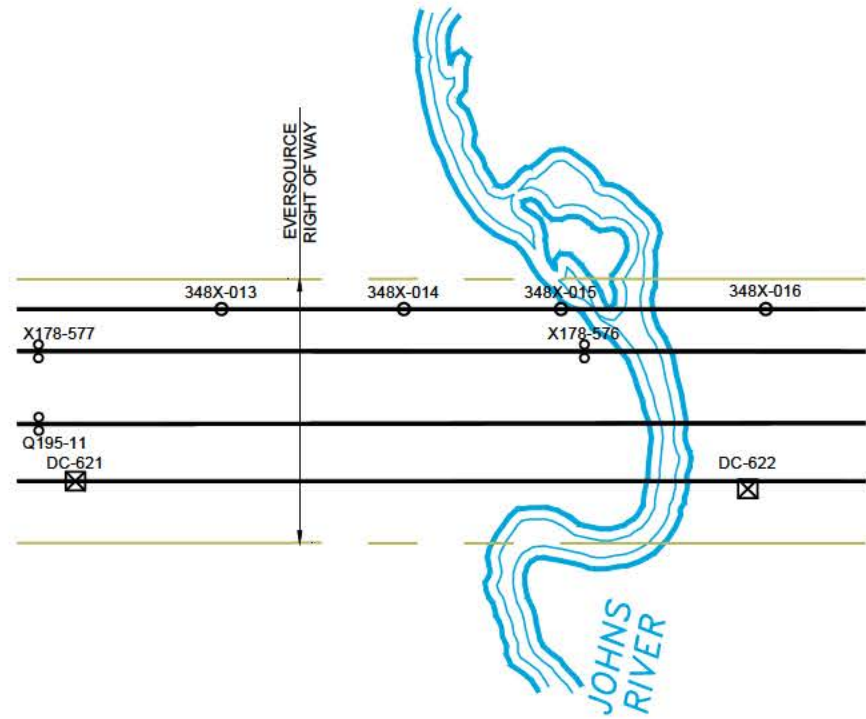 EVERSOURCE
RIGHT OF WAY
348X-013
348X-014
348X-015
348X-016
X178-577
X178-576
Q195-11
DC-621
DC-622
JOHNS
RIVER